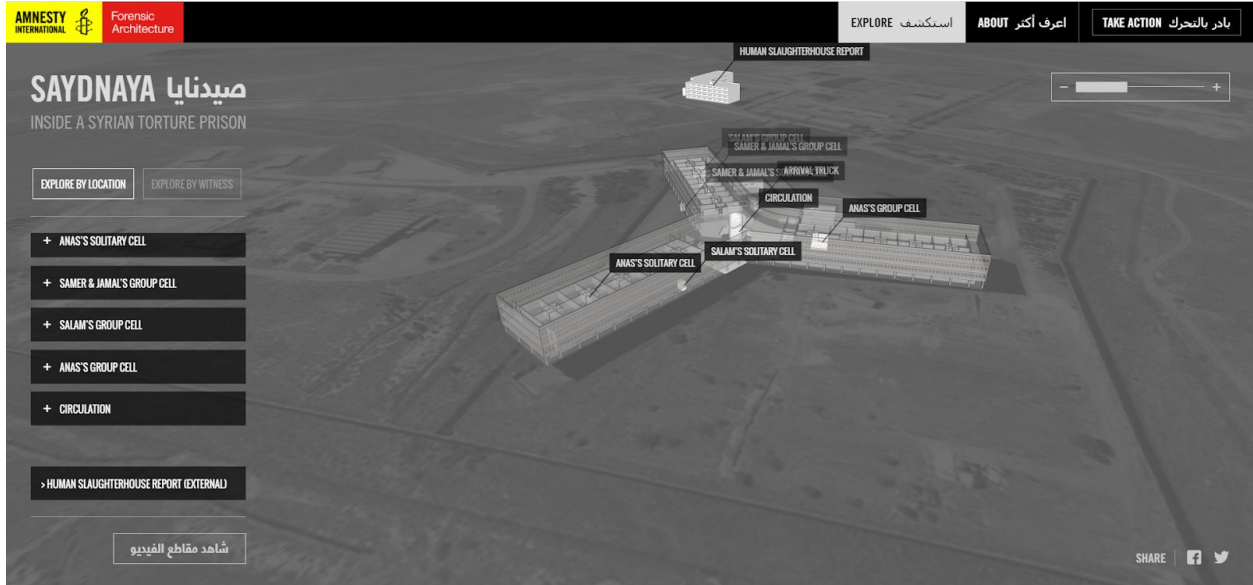 AMNESTY
INTERNATIONAL
Forensic
Architecture
EXPLORE استكشف
ABOUT اعرف أكثر
TAKE ACTION بادر بالتحرك
SAYDNAYA صيدنايا
INSIDE A SYRIAN TORTURE PRISON
EXPLORE BY LOCATION
EXPLORE BY WITNESS
+ ANAS'S SOLITARY CELL
+ SAMER & JAMAL'S GROUP CELL
+ SALAM'S GROUP CELL
+ ANAS'S GROUP CELL
+ CIRCULATION
> HUMAN SLAUGHTERHOUSE REPORT (EXTERNAL)
شاهد مقاطع الفيديو
HUMAN SLAUGHTERHOUSE REPORT
- +
SALAM'S GROUP CELL
SAMER & JAMAL'S GROUP CELL
SAMER & JAMAL'S
ARRIVAL TRUCK
CIRCULATION
ANAS'S GROUP CELL
SALAM'S SOLITARY CELL
ANAS'S SOLITARY CELL
SHARE